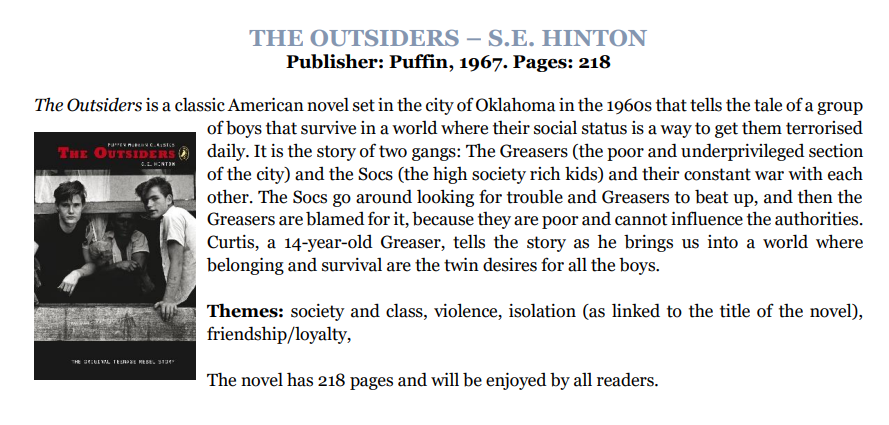 THE OUTSIDERS – S.E. HINTON
Publisher: Puffin, 1967. Pages: 218
The Outsiders is a classic American novel set in the city of Oklahoma in the 1960s that tells the tale of a group
of boys that survive in a world where their social status is a way to get them terrorised
daily. It is the story of two gangs: The Greasers (the poor and underprivileged section
of the city) and the Socs (the high society rich kids) and their constant war with each
other. The Socs go around looking for trouble and Greasers to beat up, and then the
Greasers are blamed for it, because they are poor and cannot influence the authorities.
Curtis, a 14-year-old Greaser, tells the story as he brings us into a world where
belonging and survival are the twin desires for all the boys.
PUFFIN MODERN CLASSICS
THE OUTSIDERS
S.E. HINTON
THE ORIGINAL TEENAGE REBEL STORY
Themes: society and class, violence, isolation (as linked to the title of the novel),
friendship/loyalty,
The novel has 218 pages and will be enjoyed by all readers.